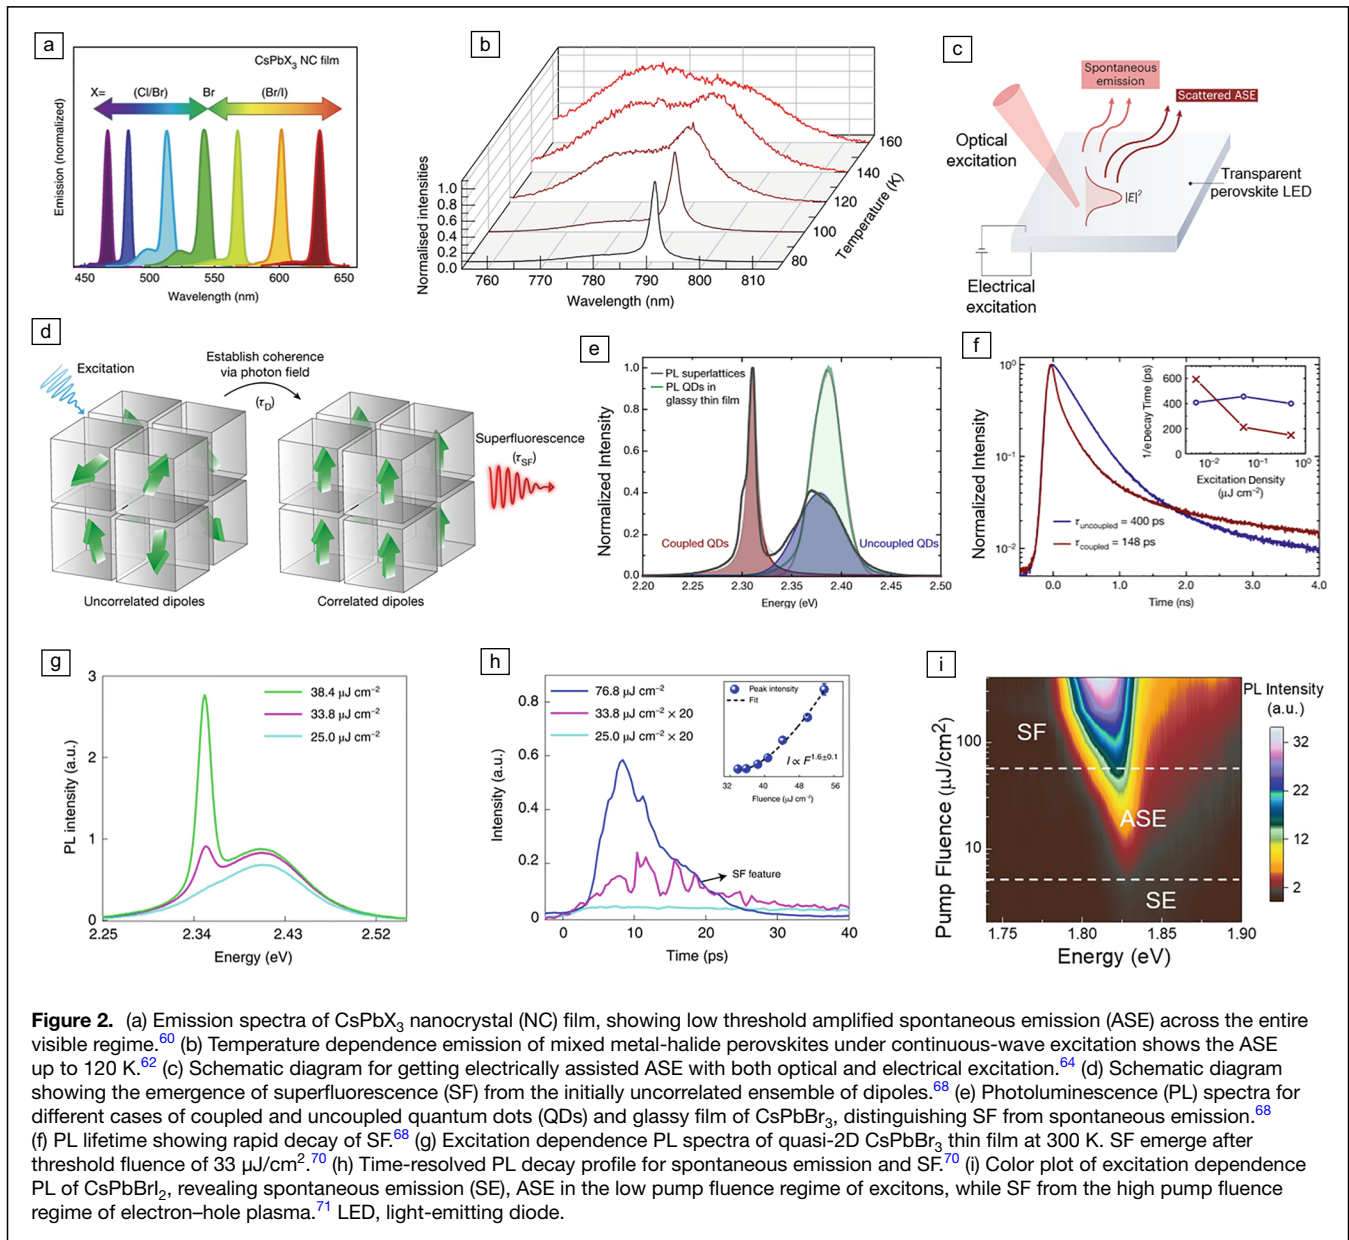 a
CsPbX3 NC film
X= (Cl/Br) Br (Br/I)
Emission (normalized)
450 500 550 600 650
Wavelength (nm)
b
Normalised intensities
1.0
0.8
0.6
0.4
0.2
0.0
760 770 780 790 800 810
Wavelength (nm)
80
100
120
140
160
Temperature (K)
c
Spontaneous
emission
Scattered ASE
Optical
excitation
|E|2
Transparent
perovskite LED
Electrical
excitation
d
Excitation
Establish coherence
via photon field
(τD)
Superfluorescence
(τSF)
Uncorrelated dipoles
Correlated dipoles
e
Normalized Intensity
1.0
0.8
0.6
0.4
0.2
0.0
PL superlattices
PL QDs in
glassy thin film
Coupled QDs
Uncoupled QDs
2.20 2.25 2.30 2.35 2.40 2.45 2.50
Energy (eV)
f
Normalized Intensity
10⁰
10⁻¹
10⁻²
1/e Decay Time (ps)
600
400
200
0
10⁻² 10⁻¹ 10⁰
Excitation Density
(μJ cm⁻²)
τuncoupled = 400 ps
τcoupled = 148 ps
0.0 1.0 2.0 3.0 4.0
Time (ns)
g
PL intensity (a.u.)
3
2
1
0
38.4 μJ cm⁻²
33.8 μJ cm⁻²
25.0 μJ cm⁻²
2.25 2.34 2.43 2.52
Energy (eV)
h
Intensity (a.u.)
0.8
0.6
0.4
0.2
0
76.8 μJ cm⁻²
33.8 μJ cm⁻² × 20
25.0 μJ cm⁻² × 20
Peak intensity
Fit
I ∝ F1.6±0.1
32 40 48 56
Fluence (μJ cm⁻²)
SF feature
0 10 20 30 40
Time (ps)
i
Pump Fluence (μJ/cm²)
100
10
SF
ASE
SE
1.75 1.80 1.85 1.90
Energy (eV)
PL Intensity
(a.u.)
32
22
12
2
Figure 2. (a) Emission spectra of CsPbX3 nanocrystal (NC) film, showing low threshold amplified spontaneous emission (ASE) across the entire
visible regime.60 (b) Temperature dependence emission of mixed metal-halide perovskites under continuous-wave excitation shows the ASE
up to 120 K.62 (c) Schematic diagram for getting electrically assisted ASE with both optical and electrical excitation.64 (d) Schematic diagram
showing the emergence of superfluorescence (SF) from the initially uncorrelated ensemble of dipoles.68 (e) Photoluminescence (PL) spectra for
different cases of coupled and uncoupled quantum dots (QDs) and glassy film of CsPbBr3, distinguishing SF from spontaneous emission.68
(f) PL lifetime showing rapid decay of SF.68 (g) Excitation dependence PL spectra of quasi-2D CsPbBr3 thin film at 300 K. SF emerge after
threshold fluence of 33 μJ/cm².70 (h) Time-resolved PL decay profile for spontaneous emission and SF.70 (i) Color plot of excitation dependence
PL of CsPbBrI2, revealing spontaneous emission (SE), ASE in the low pump fluence regime of excitons, while SF from the high pump fluence
regime of electron–hole plasma.71 LED, light-emitting diode.